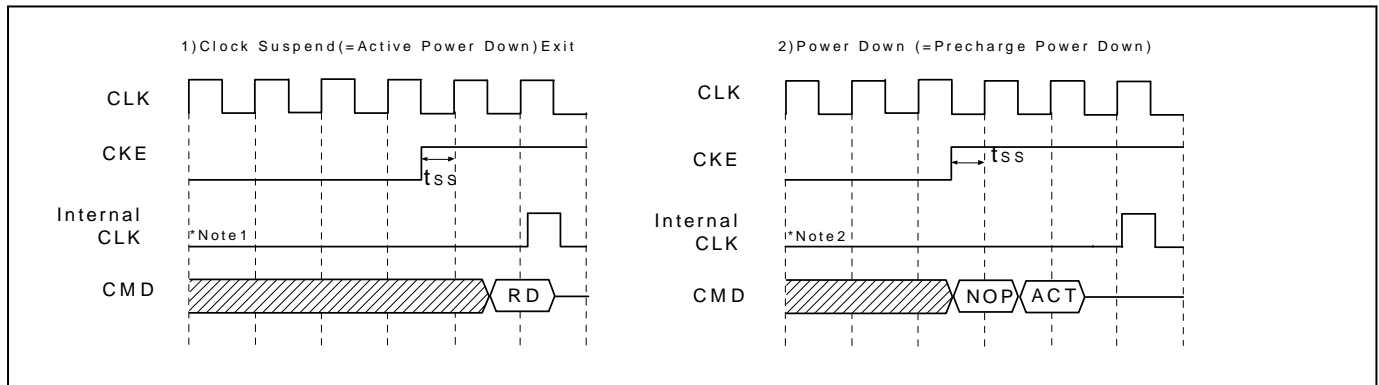 1)Clock Suspend(=Active Power Down)Exit
CLK
CKE
tss
Internal
CLK
*Note1
CMD
RD
2)Power Down (=Precharge Power Down)
CLK
CKE
tss
Internal
CLK
*Note2
CMD
NOP
ACT